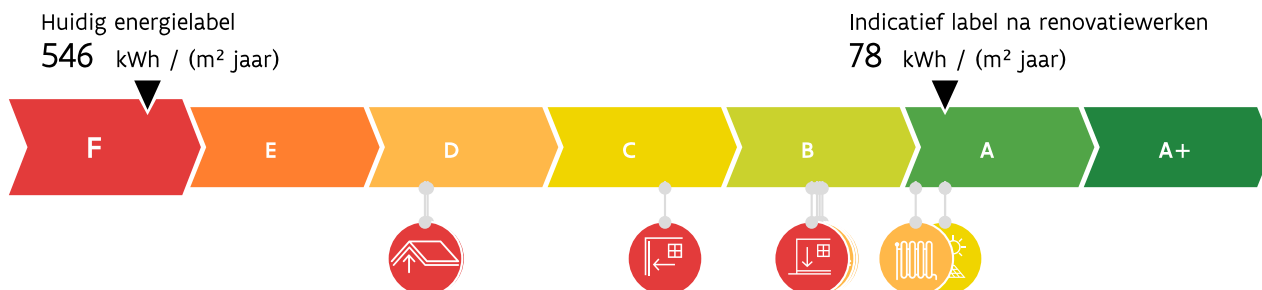 Huidig energielabel
546 kWh / (m² jaar)
Indicatief label na renovatiewerken
78 kWh / (m² jaar)
F E D C B A A+